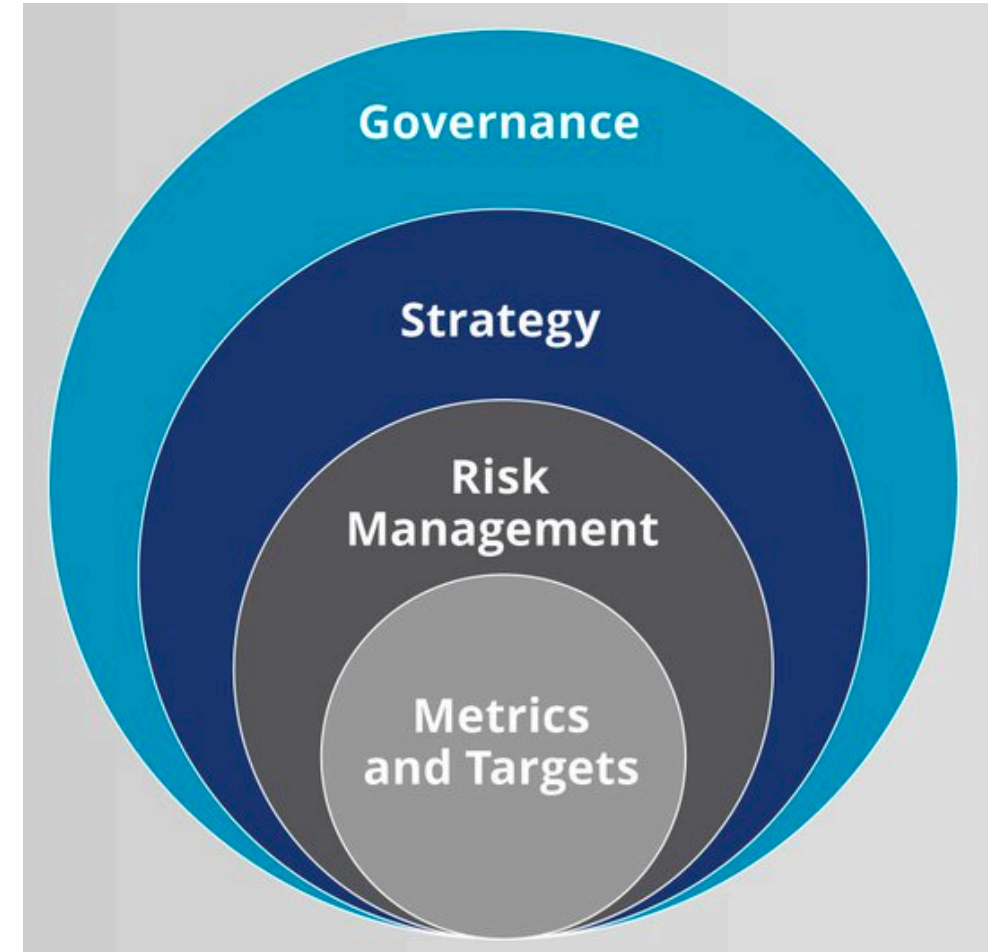 Governance
Strategy
Risk
Management
Metrics
and Targets